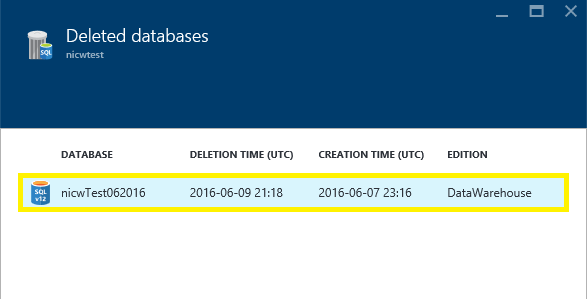 Deleted databases
nicwtest
SQL
DATABASE DELETION TIME (UTC) CREATION TIME (UTC) EDITION
SQL
v12
nicwTest062016 2016-06-09 21:18 2016-06-07 23:16 DataWarehouse